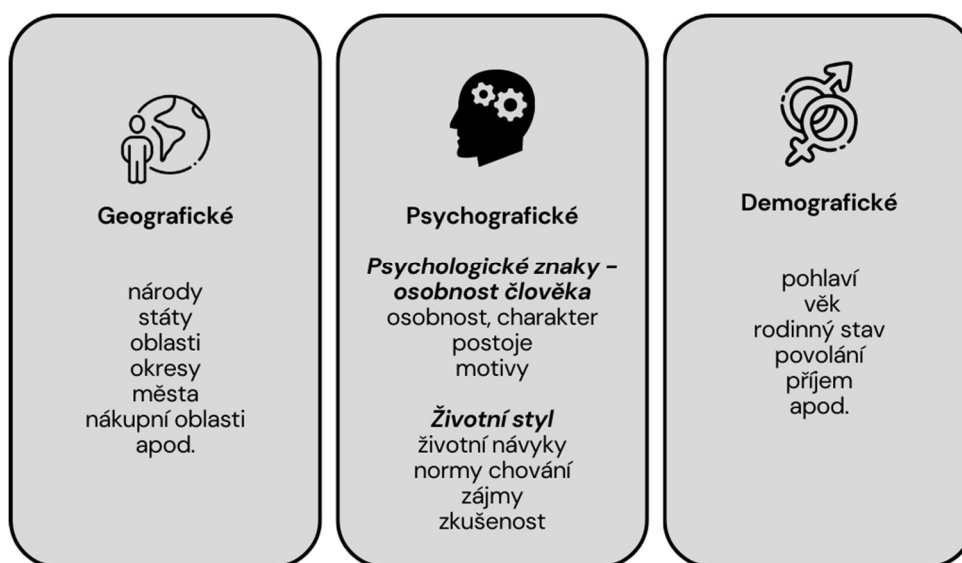 Geografické
národy
státy
oblasti
okresy
města
nákupní oblasti
apod.
Psychografické
Psychologické znaky –
osobnost člověka
osobnost, charakter
postoje
motivy
Životní styl
životní návyky
normy chování
zájmy
zkušenost
Demografické
pohlaví
věk
rodinný stav
povolání
příjem
apod.